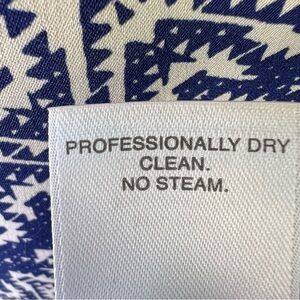 PROFESSIONALLY DRY
CLEAN.
NO STEAM.